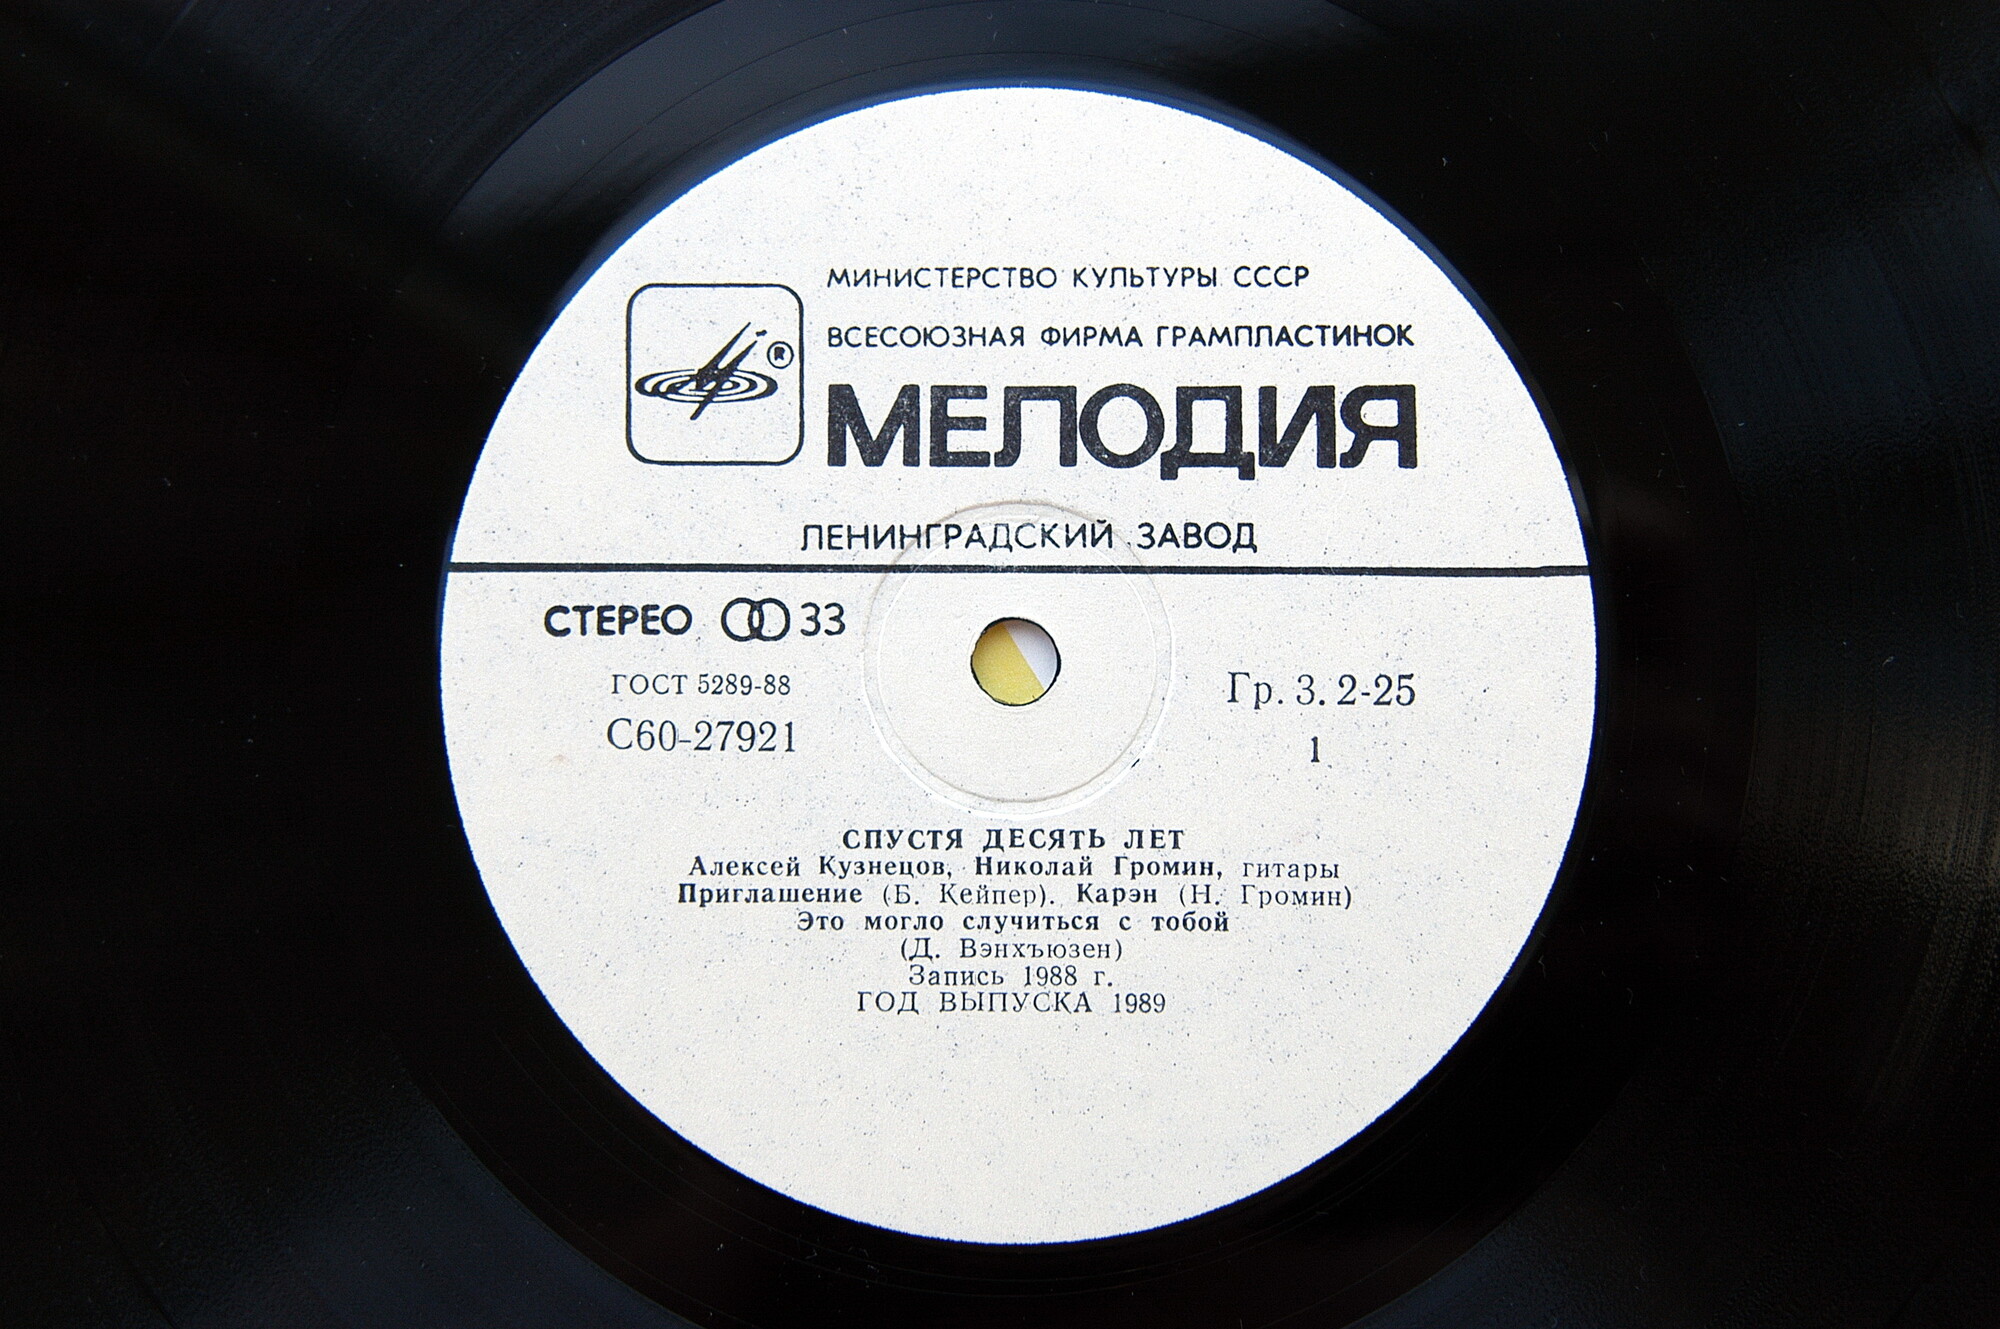 МИНИСТЕРСТВО КУЛЬТУРЫ СССР
ВСЕСОЮЗНАЯ ФИРМА ГРАМПЛАСТИНОК
®
МЕЛОДИЯ
ЛЕНИНГРАДСКИЙ ЗАВОД
СТЕРЕО 33
ГОСТ 5289-88
С60-27921
Гр. 3. 2-25
1
СПУСТЯ ДЕСЯТЬ ЛЕТ
Алексей Кузнецов, Николай Громин, гитары
Приглашение (Б. Кейпер). Карэн (Н. Громин)
Это могло случиться с тобой
(Д. Вэнхъюзен)
Запись 1988 г.
ГОД ВЫПУСКА 1989